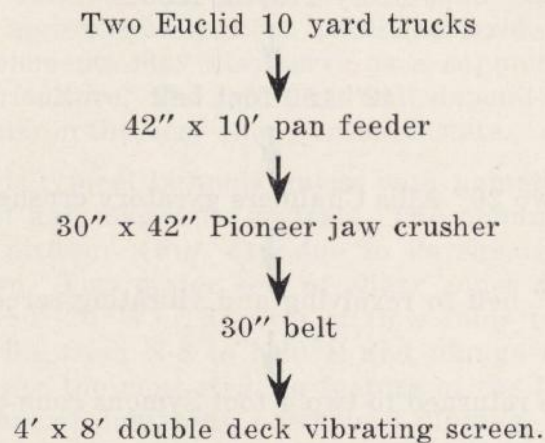 Two Euclid 10 yard trucks
42″ x 10′ pan feeder
30″ x 42″ Pioneer jaw crusher
30″ belt
4′ x 8′ double deck vibrating screen.